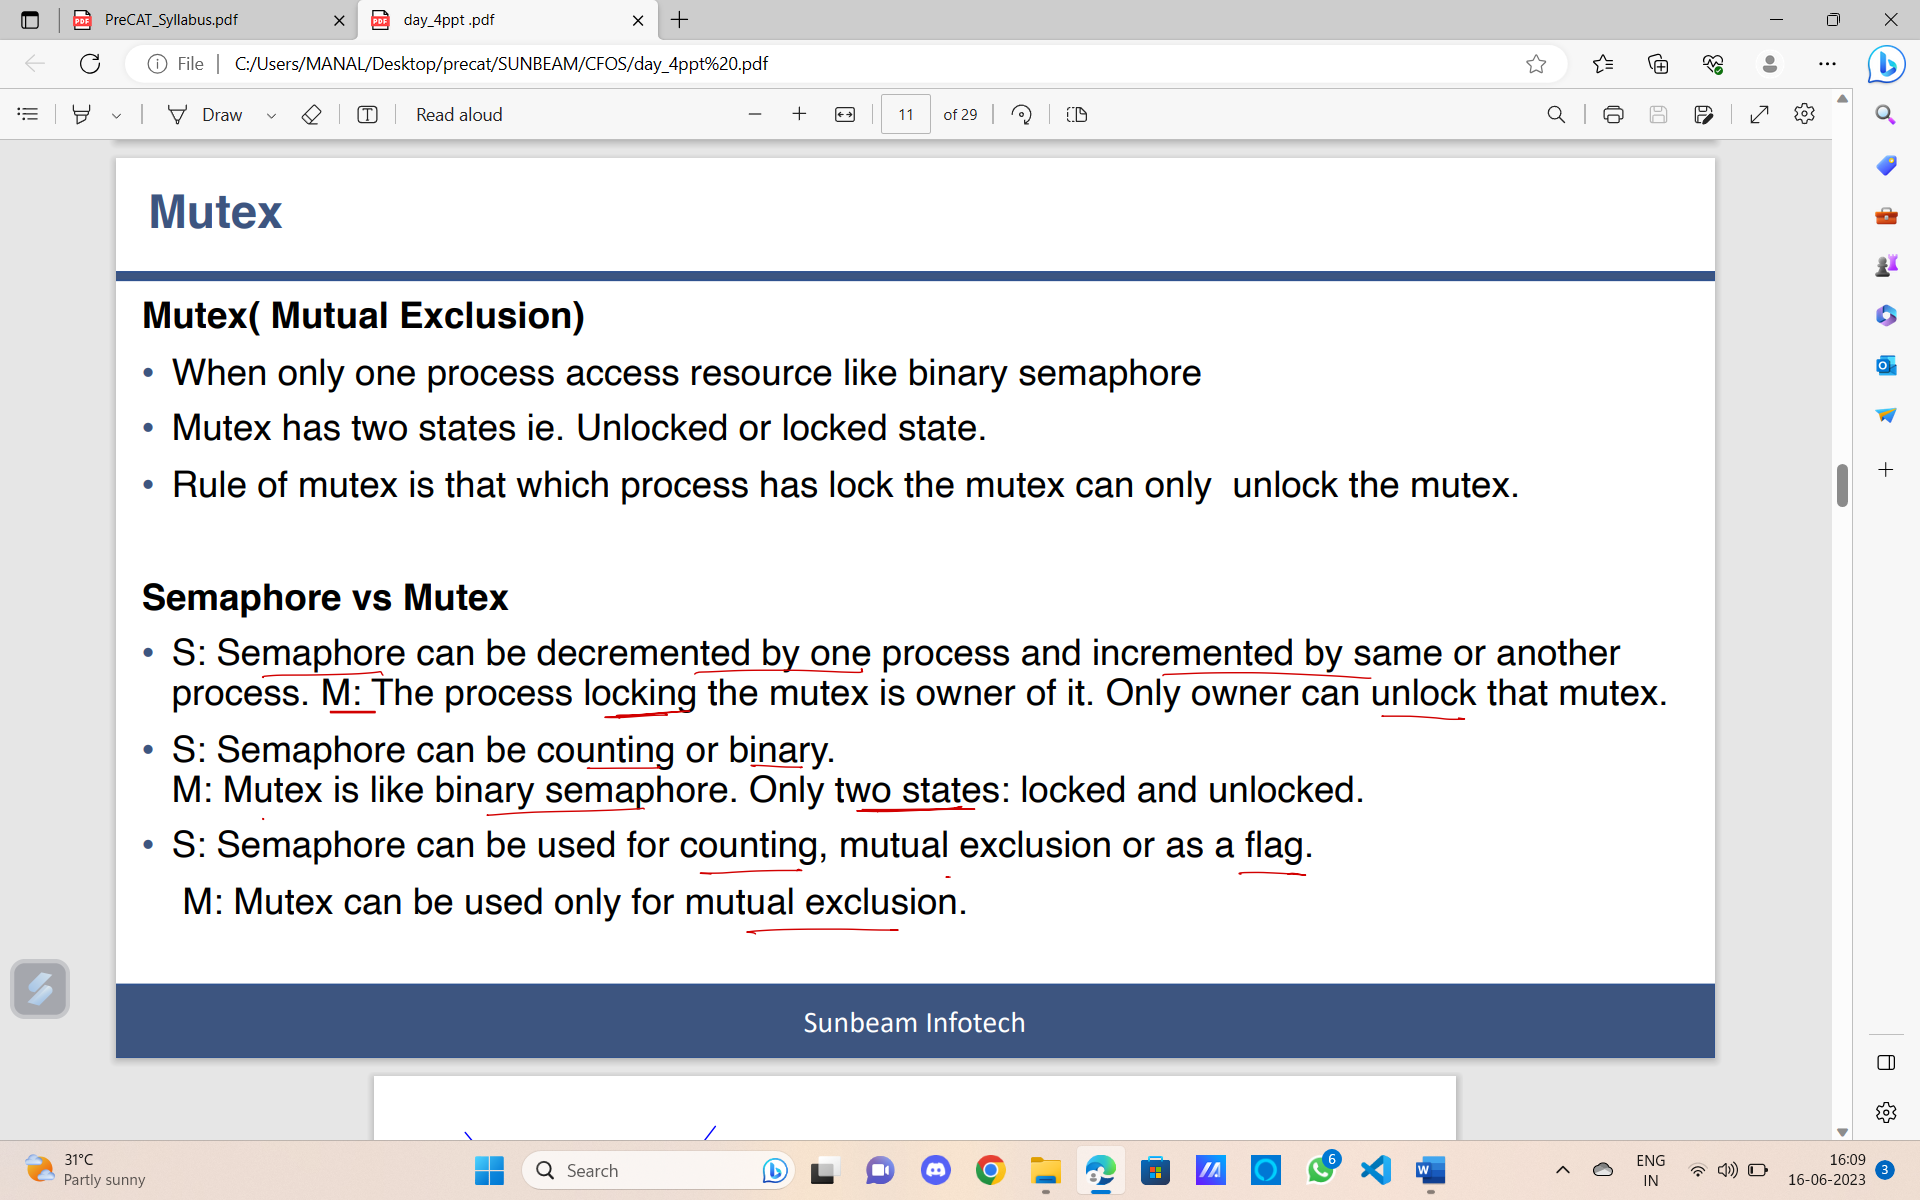 PreCAT_Syllabus.pdf
day_4ppt .pdf
File
C:/Users/MANAL/Desktop/precat/SUNBEAM/CFOS/day_4ppt%20.pdf
Draw
Read aloud
11
of 29
Mutex
Mutex( Mutual Exclusion)
• When only one process access resource like binary semaphore
• Mutex has two states ie. Unlocked or locked state.
• Rule of mutex is that which process has lock the mutex can only unlock the mutex.
Semaphore vs Mutex
• S: Semaphore can be decremented by one process and incremented by same or another
process. M: The process locking the mutex is owner of it. Only owner can unlock that mutex.
• S: Semaphore can be counting or binary.
M: Mutex is like binary semaphore. Only two states: locked and unlocked.
• S: Semaphore can be used for counting, mutual exclusion or as a flag.
M: Mutex can be used only for mutual exclusion.
Sunbeam Infotech
31°C
Partly sunny
Search
6
ENG
IN
16:09
16-06-2023
3